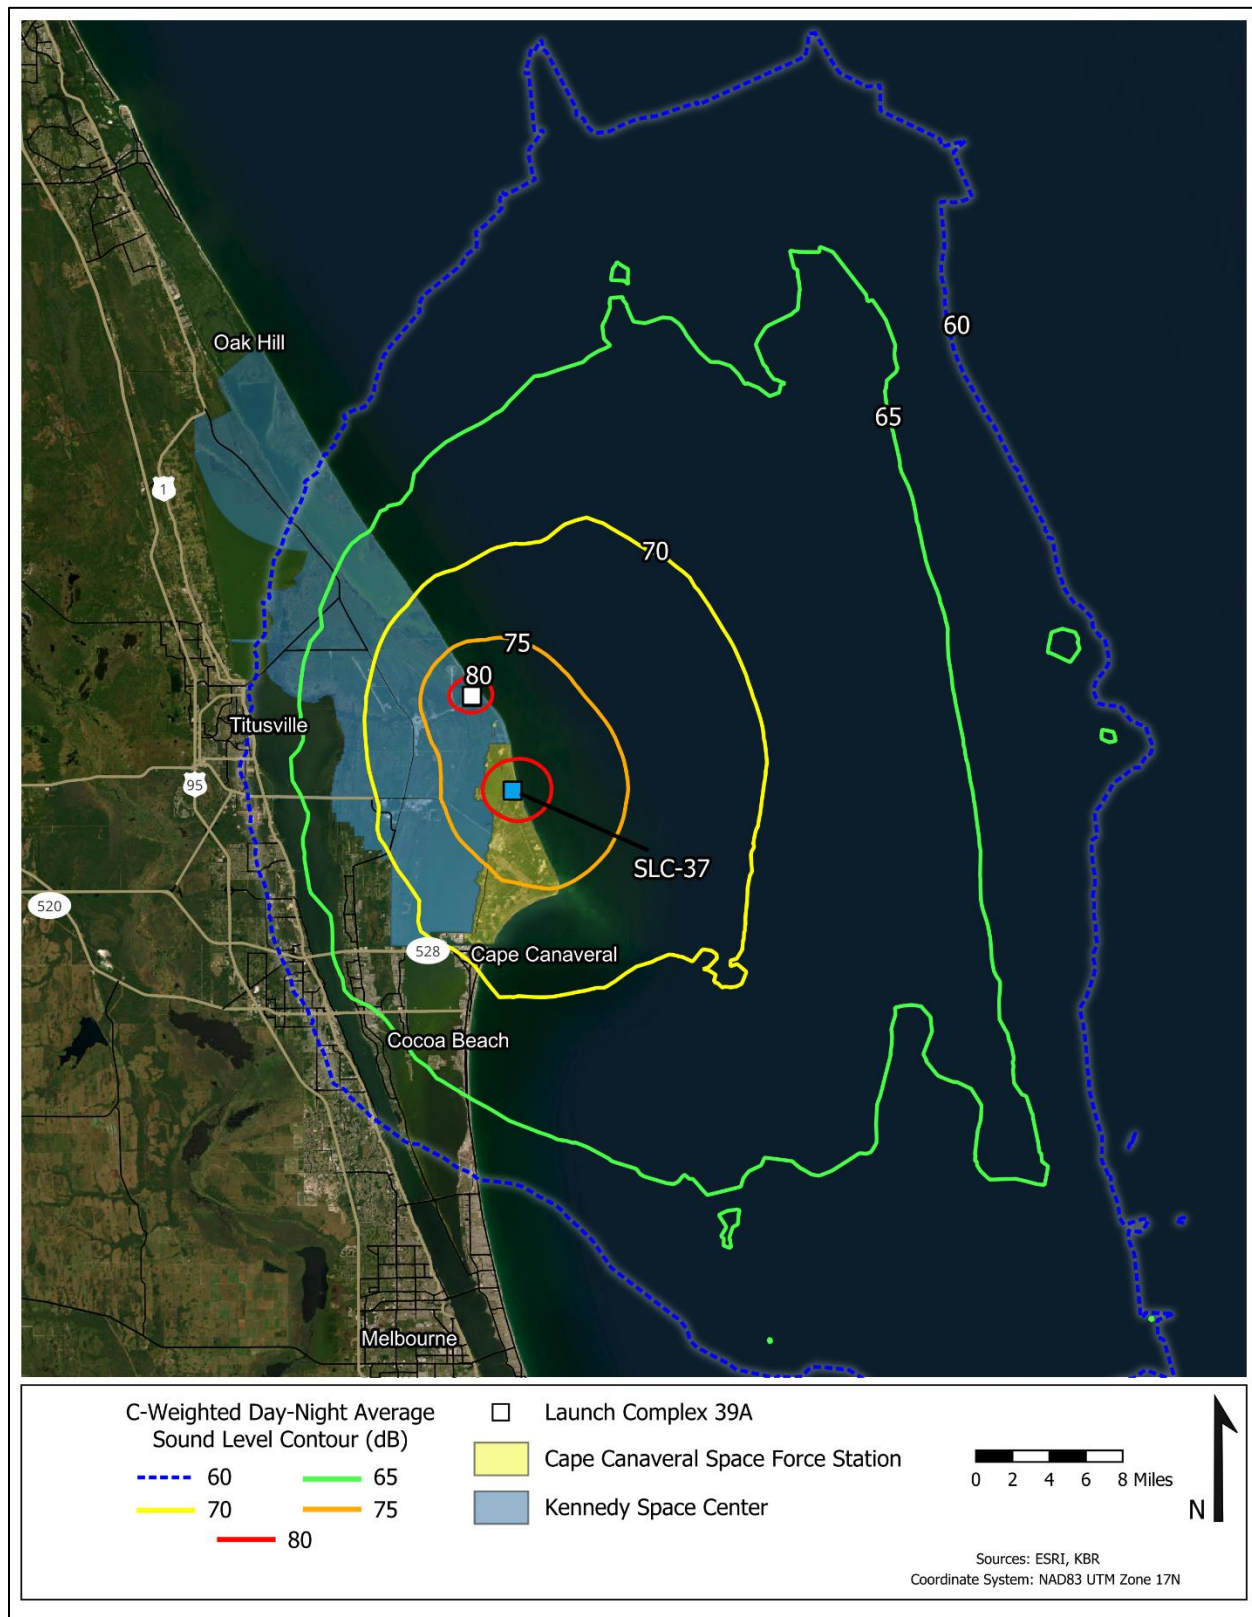 60
65
Oak Hill
1
70
75
80
Titusville
95
SLC-37
520
528
Cape Canaveral
Cocoa Beach
Melbourne
C-Weighted Day-Night Average
Sound Level Contour (dB)
60
65
70
75
80
Launch Complex 39A
Cape Canaveral Space Force Station
Kennedy Space Center
0 2 4 6 8 Miles
N
Sources: ESRI, KBR
Coordinate System: NAD83 UTM Zone 17N